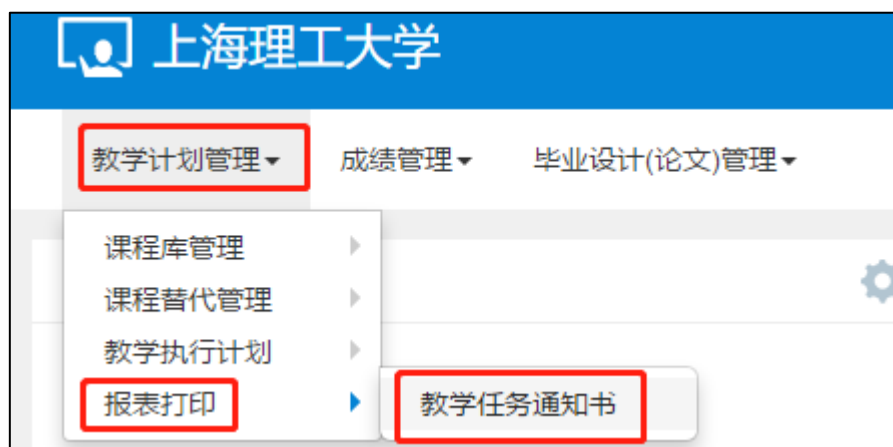 上海理工大学
教学计划管理 成绩管理 毕业设计(论文)管理
课程库管理
课程替代管理
教学执行计划
报表打印 教学任务通知书